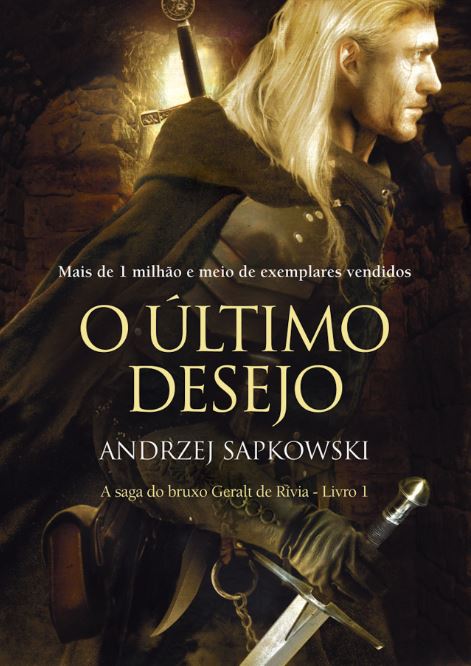 Mais de 1 milhão e meio de exemplares vendidos
O ÚLTIMO
DESEJO
ANDRZEJ SAPKOWSKI
A saga do bruxo Geralt de Rivia - Livro 1